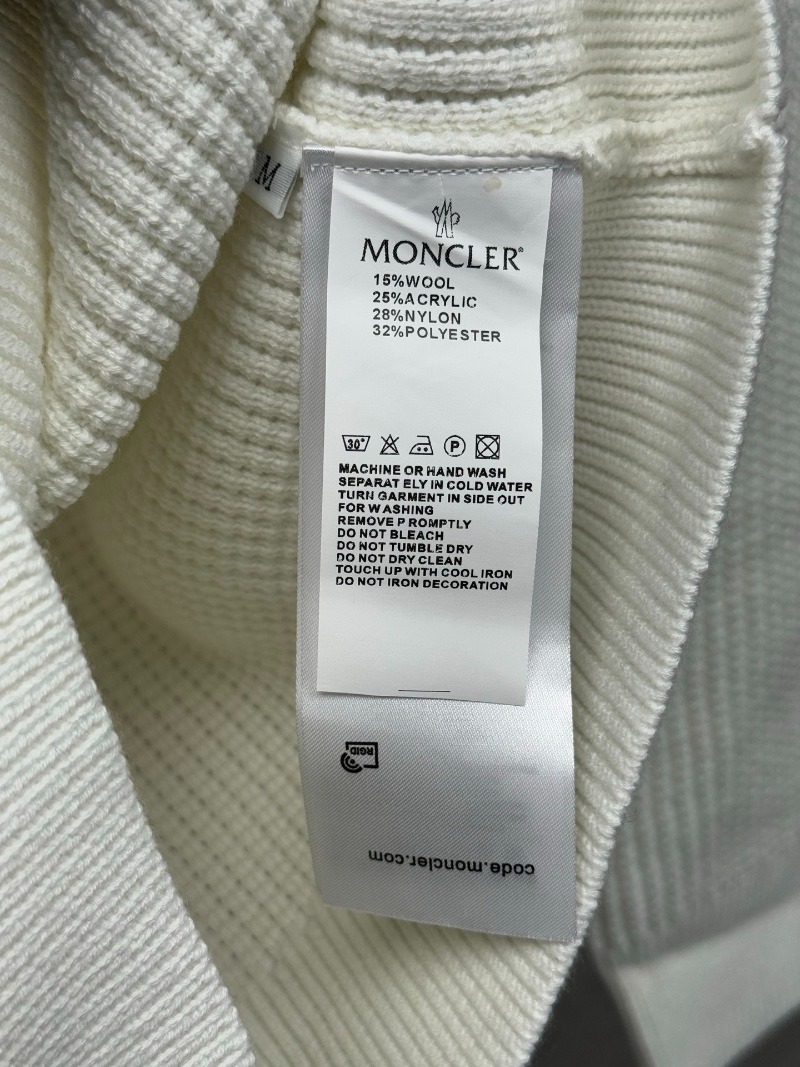 M
MONCLER®
15%WOOL
25%ACRYLIC
28%NYLON
32%POLYESTER
30° P
MACHINE OR HAND WASH
SEPARAT ELY IN COLD WATER
TURN GARMENT IN SIDE OUT
FOR W ASHING
REMOVE P ROMPTLY
DO NOT BLEACH
DO NOT TUMBLE DRY
DO NOT DRY CLEAN
TOUCH UP WITH COOL IRON
DO NOT IRON DECORATION
RGID
code.moncler.com